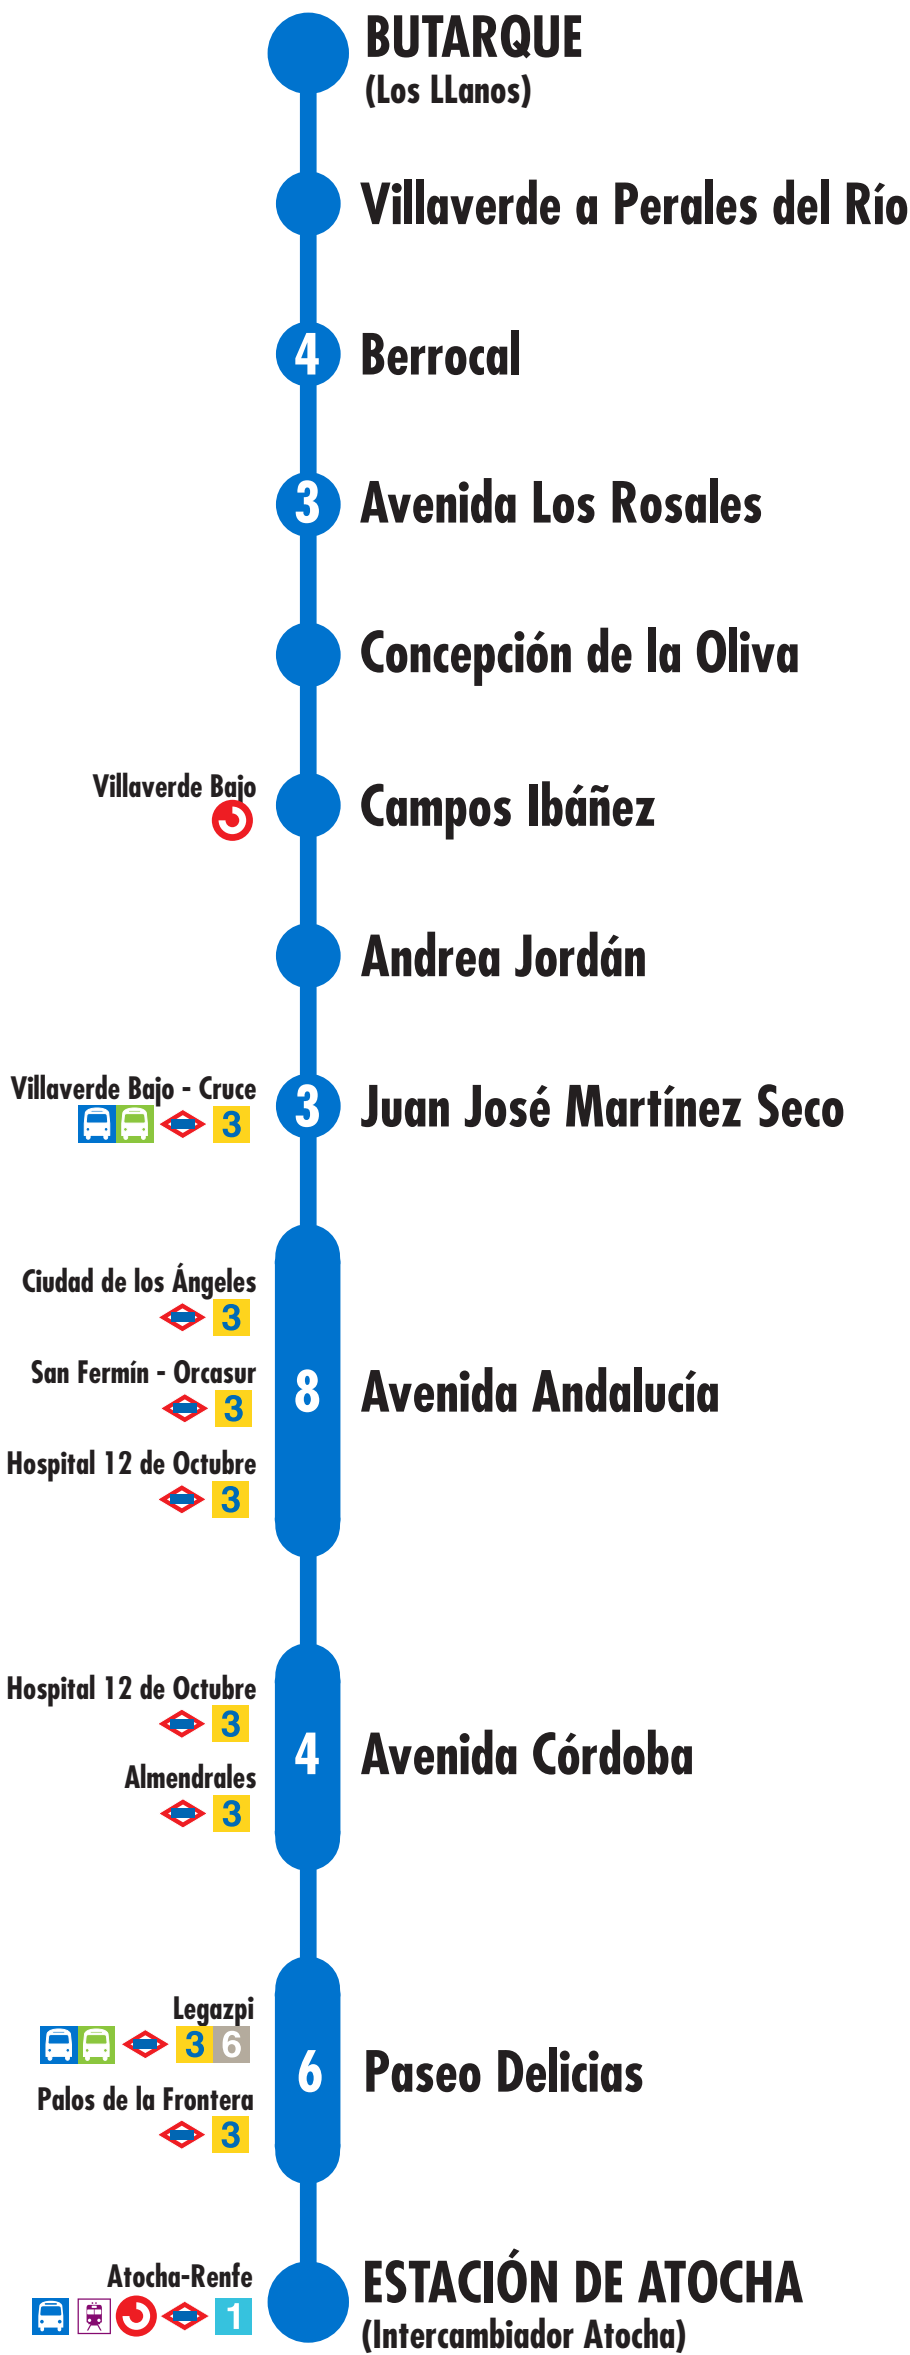 BUTARQUE
(Los LLanos)
Villaverde a Perales del Río
4 Berrocal
3 Avenida Los Rosales
Concepción de la Oliva
Villaverde Bajo
Campos Ibáñez
Andrea Jordán
Villaverde Bajo - Cruce
3
3 Juan José Martínez Seco
Ciudad de los Ángeles
3
San Fermín - Orcasur
3
8 Avenida Andalucía
Hospital 12 de Octubre
3
Hospital 12 de Octubre
3
4 Avenida Córdoba
Almendrales
3
Legazpi
3 6
6 Paseo Delicias
Palos de la Frontera
3
Atocha-Renfe
1
ESTACIÓN DE ATOCHA
(Intercambiador Atocha)